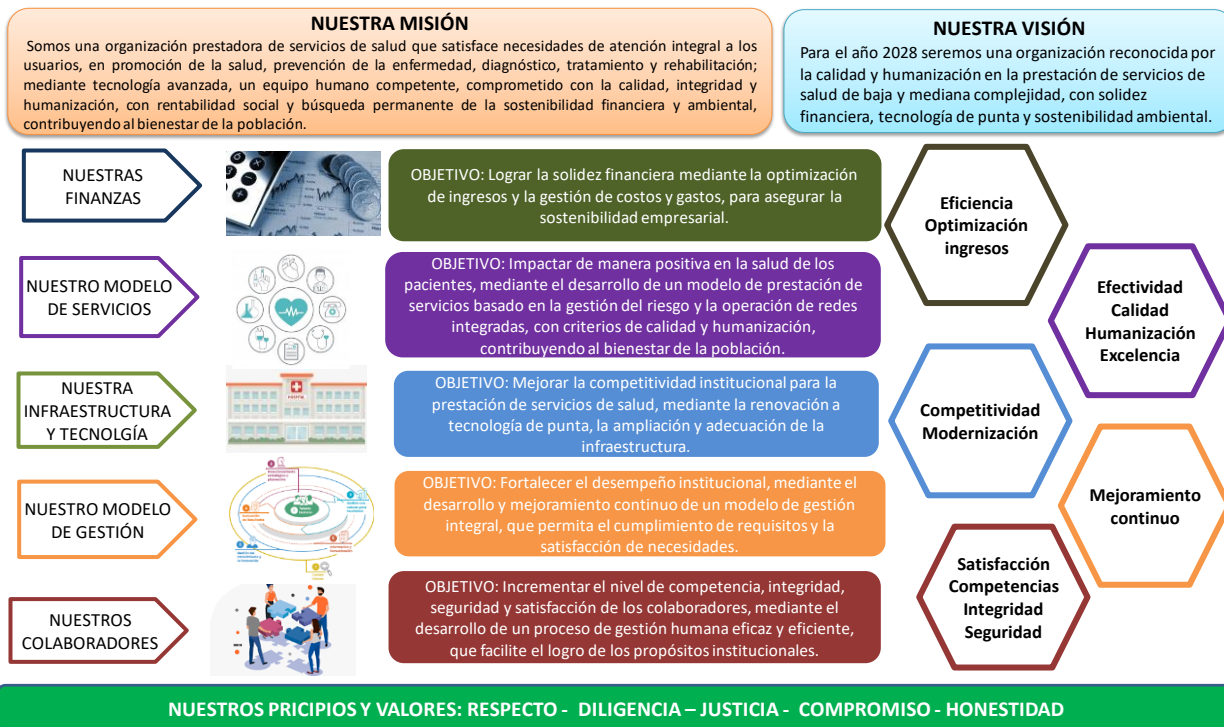 NUESTRA MISIÓN
Somos una organización prestadora de servicios de salud que satisface necesidades de atención integral a los
usuarios, en promoción de la salud, prevención de la enfermedad, diagnóstico, tratamiento y rehabilitación;
mediante tecnología avanzada, un equipo humano competente, comprometido con la calidad, integridad y
humanización, con rentabilidad social y búsqueda permanente de la sostenibilidad financiera y ambiental,
contribuyendo al bienestar de la población.
NUESTRA VISIÓN
Para el año 2028 seremos una organización reconocida por
la calidad y humanización en la prestación de servicios de
salud de baja y mediana complejidad, con solidez
financiera, tecnología de punta y sostenibilidad ambiental.
NUESTRAS
FINANZAS
OBJETIVO: Lograr la solidez financiera mediante la optimización
de ingresos y la gestión de costos y gastos, para asegurar la
sostenibilidad empresarial.
Eficiencia
Optimización
ingresos
NUESTRO MODELO
DE SERVICIOS
OBJETIVO: Impactar de manera positiva en la salud de los
pacientes, mediante el desarrollo de un modelo de prestación de
servicios basado en la gestión del riesgo y la operación de redes
integradas, con criterios de calidad y humanización,
contribuyendo al bienestar de la población.
Efectividad
Calidad
Humanización
Excelencia
NUESTRA
INFRAESTRUCTURA
Y TECNOLGÍA
HOSPITAL
OBJETIVO: Mejorar la competitividad institucional para la
prestación de servicios de salud, mediante la renovación a
tecnología de punta, la ampliación y adecuación de la
infraestructura.
Competitividad
Modernización
NUESTRO MODELO
DE GESTIÓN
OBJETIVO: Fortalecer el desempeño institucional, mediante el
desarrollo y mejoramiento continuo de un modelo de gestión
integral, que permita el cumplimiento de requisitos y la
satisfacción de necesidades.
Mejoramiento
continuo
NUESTROS
COLABORADORES
OBJETIVO: Incrementar el nivel de competencia, integridad,
seguridad y satisfacción de los colaboradores, mediante el
desarrollo de un proceso de gestión humana eficaz y eficiente,
que facilite el logro de los propósitos institucionales.
Satisfacción
Competencias
Integridad
Seguridad
NUESTROS PRICIPIOS Y VALORES: RESPECTO - DILIGENCIA – JUSTICIA - COMPROMISO - HONESTIDAD